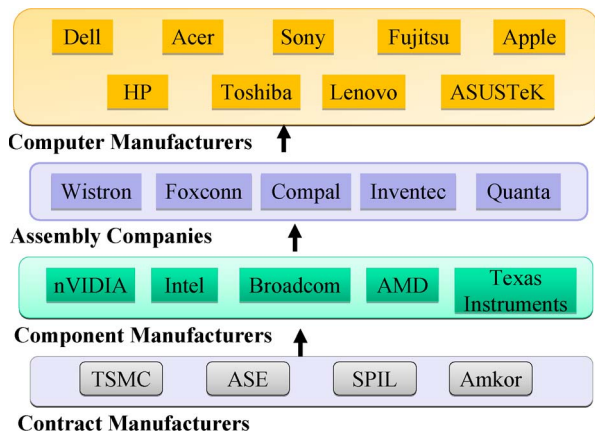 Dell Acer Sony Fujitsu Apple
HP Toshiba Lenovo ASUSTeK
Computer Manufacturers
Wistron Foxconn Compal Inventec Quanta
Assembly Companies
nVIDIA Intel Broadcom AMD Texas Instruments
Component Manufacturers
TSMC ASE SPIL Amkor
Contract Manufacturers